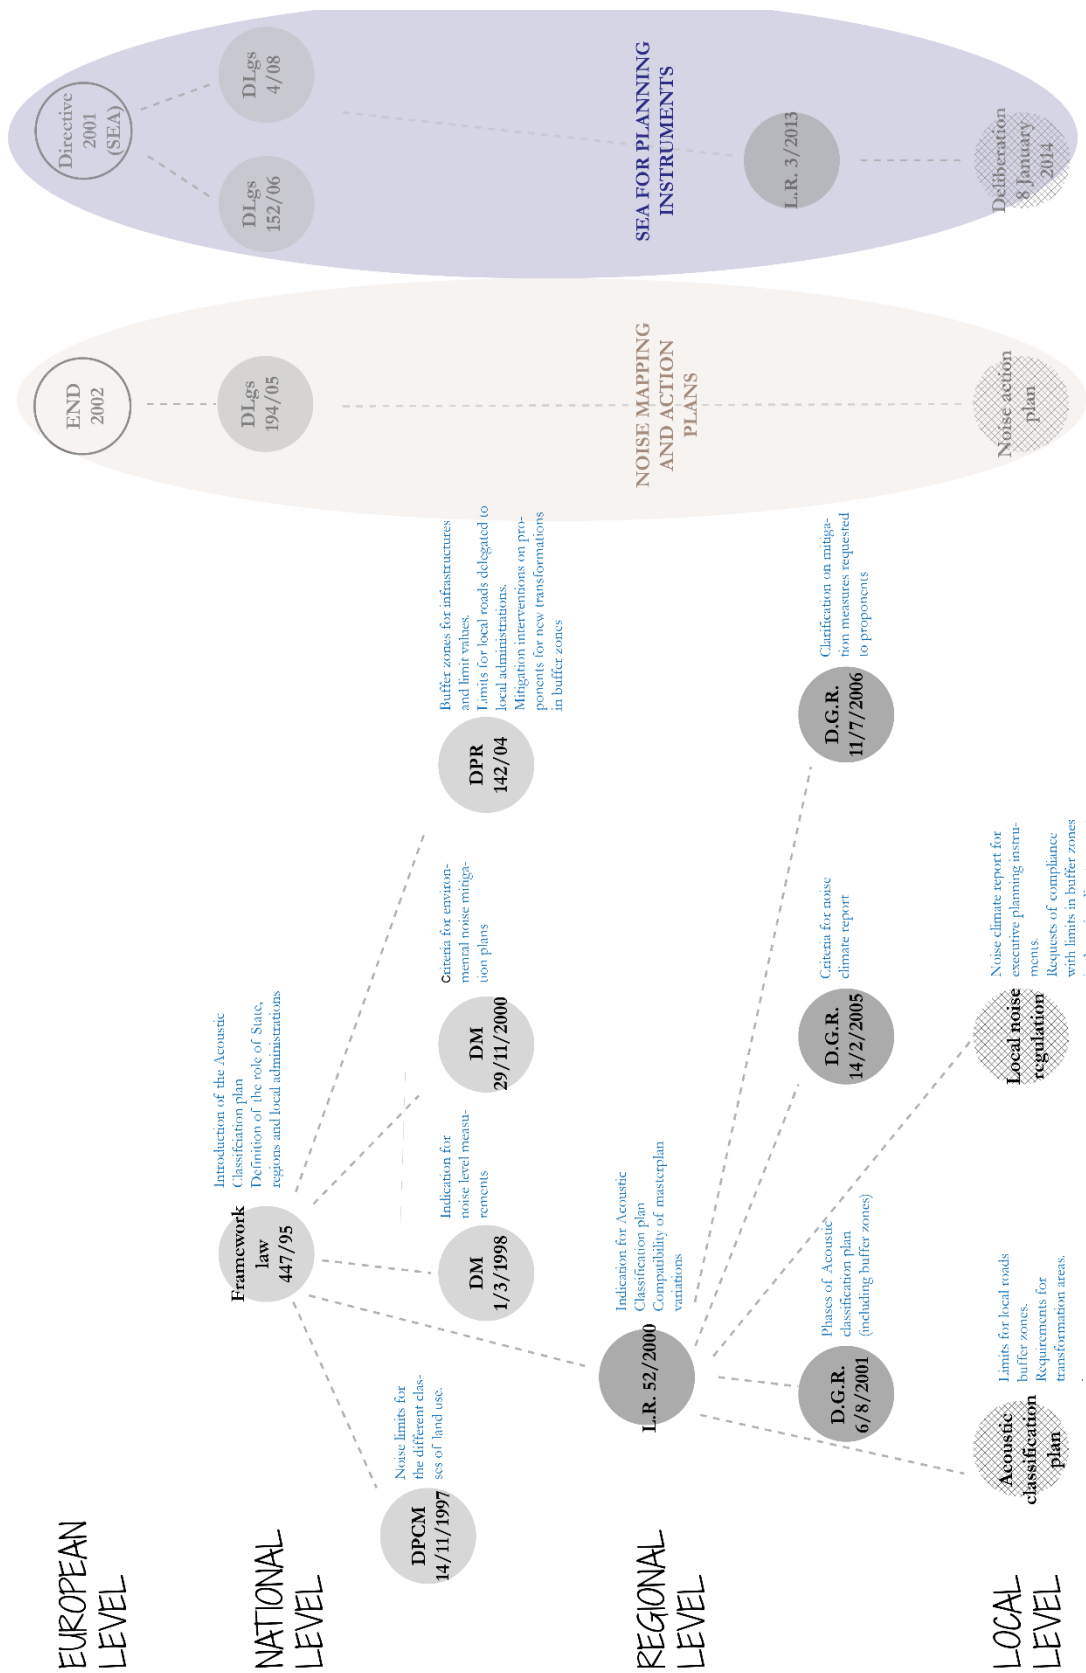 EUROPEAN
LEVEL
Directive
2001
(SEA)
END
2002
NATIONAL
LEVEL
DLgs
4/08
DLgs
152/06
DLgs
194/05
Introduction of the Acoustic
Classifciation plan
Definition of the role of State,
regions and local administrations
Framework
law
447/95
Noise limits for
the different clas-
ses of land use.
DPCM
14/11/1997
Indication for
noise level measu-
rements
DM
1/3/1998
Criteria for environ-
mental noise mitiga-
tion plans
DM
29/11/2000
Buffer zones for infrastructures
and limit values.
Limits for local roads delegated to
local administrations.
Mitigation interventions on pro-
ponents for new transformations
in buffer zones
DPR
142/04
SEA FOR PLANNING
INSTRUMENTS
NOISE MAPPING
AND ACTION
PLANS
REGIONAL
LEVEL
Indication for Acoustic
Classification plan
Compatibility of masterplan
variations
L.R. 52/2000
L.R. 3/2013
Phases of Acoustic
classification plan
(including buffer zones)
D.G.R.
6/8/2001
Criteria for noise
climate report
D.G.R.
14/2/2005
Clarification on mitiga-
tion measures requested
to proponents
D.G.R.
11/7/2006
LOCAL
LEVEL
Limits for local roads
buffer zones.
Requirements for
transformation areas.
Acoustic
classification
plan
Noise climate report for
executive planning instru-
ments.
Requests of compliance
with limits in buffer zones
Local noise
regulation
Noise action
plan
Deliberation
8 January
2014